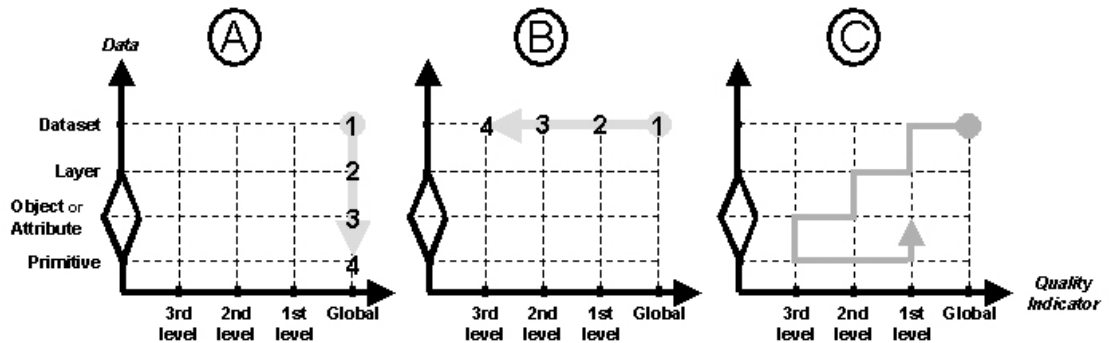 A B C
Data
Dataset
Layer
Object or
Attribute
Primitive
1
2
3
4
4 3 2 1
3rd level 2nd level 1st level Global
3rd level 2nd level 1st level Global
3rd level 2nd level 1st level Global
Quality
Indicator